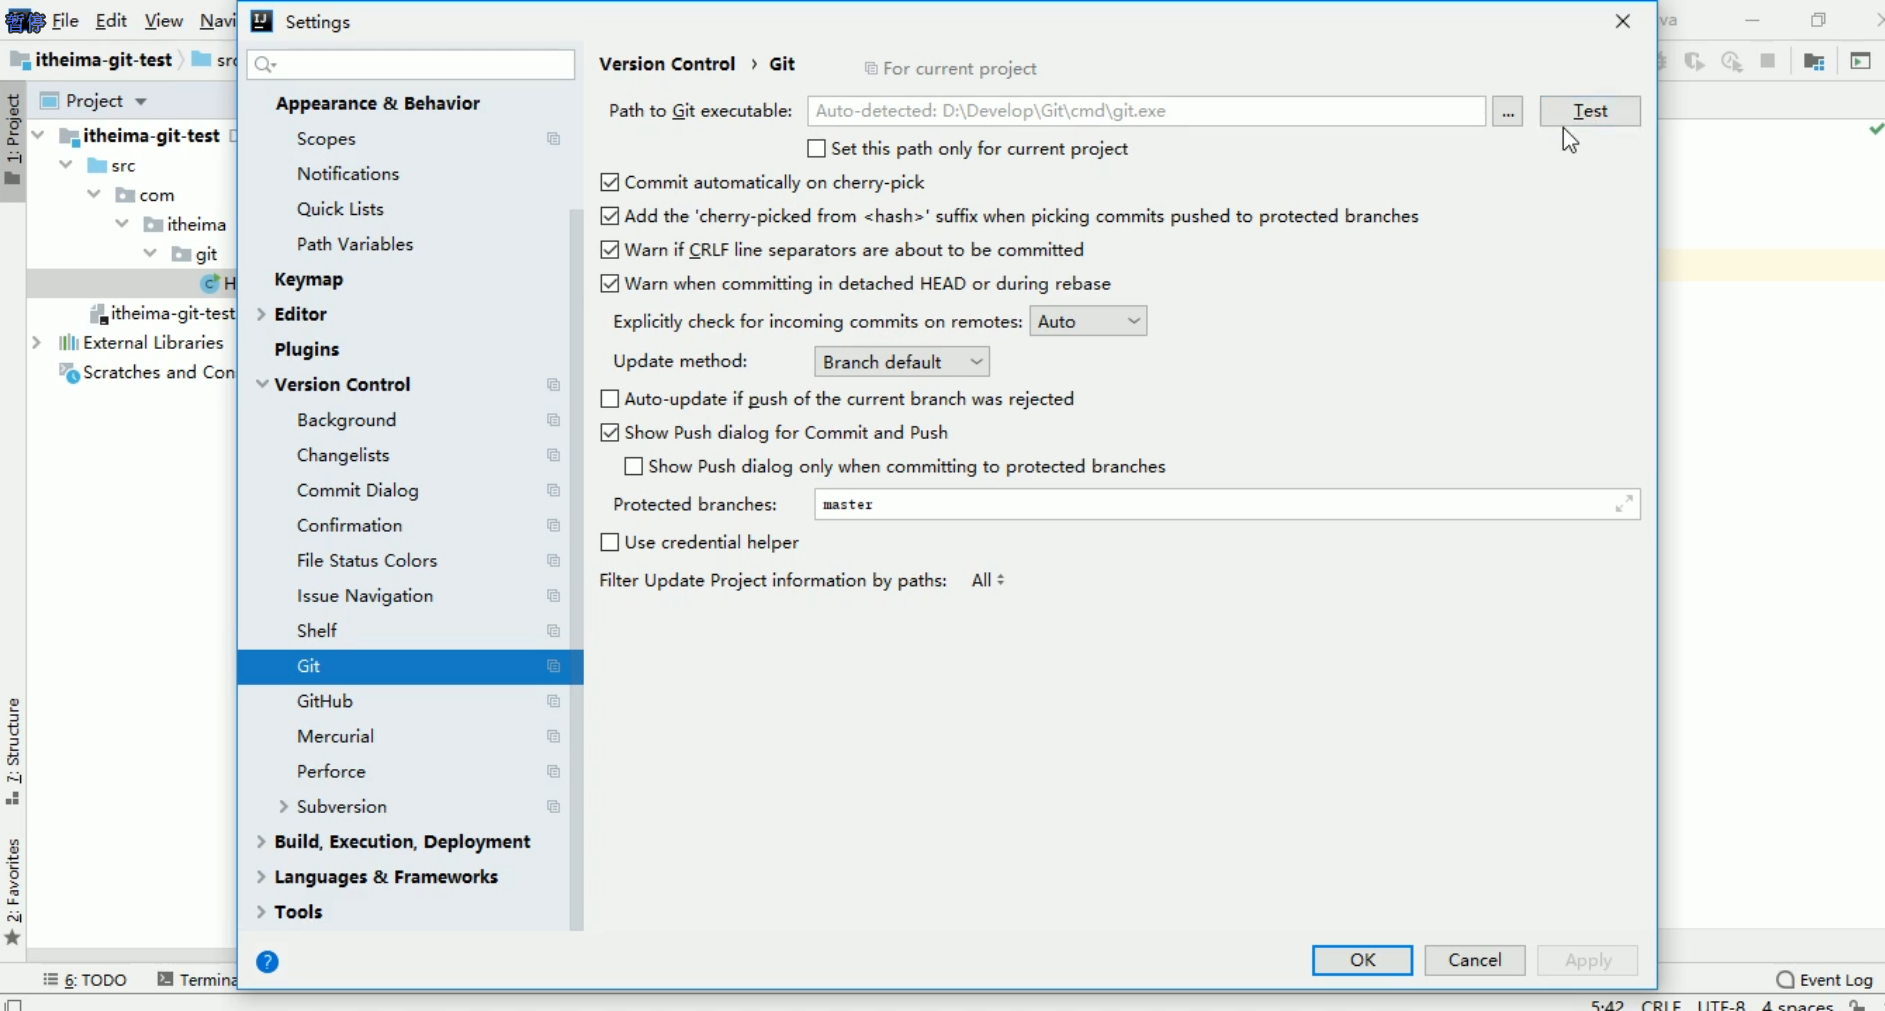 暂停 File Edit View Navi
Settings
va
itheima-git-test
Version Control › Git
For current project
Project
1: Project
Appearance & Behavior
Path to Git executable: Auto-detected: D:\Develop\Git\cmd\git.exe ... Test
itheima-git-test
Scopes
Set this path only for current project
src
Notifications
Commit automatically on cherry-pick
com
Quick Lists
Add the 'cherry-picked from <hash>' suffix when picking commits pushed to protected branches
itheima
Path Variables
Warn if CRLF line separators are about to be committed
git
Keymap
Warn when committing in detached HEAD or during rebase
H
Editor
Explicitly check for incoming commits on remotes: Auto
itheima-git-test
Plugins
Update method: Branch default
External Libraries
Version Control
Scratches and Con
Auto-update if push of the current branch was rejected
Background
Show Push dialog for Commit and Push
Changelists
Show Push dialog only when committing to protected branches
Commit Dialog
Protected branches: master
Confirmation
Use credential helper
File Status Colors
Filter Update Project information by paths: All
Issue Navigation
Shelf
Git
GitHub
Mercurial
Perforce
Subversion
7: Structure
Build, Execution, Deployment
Languages & Frameworks
Tools
2: Favorites
OK Cancel Apply
6: TODO Termina
Event Log
5:42 CRLF UTF-8 4 spaces